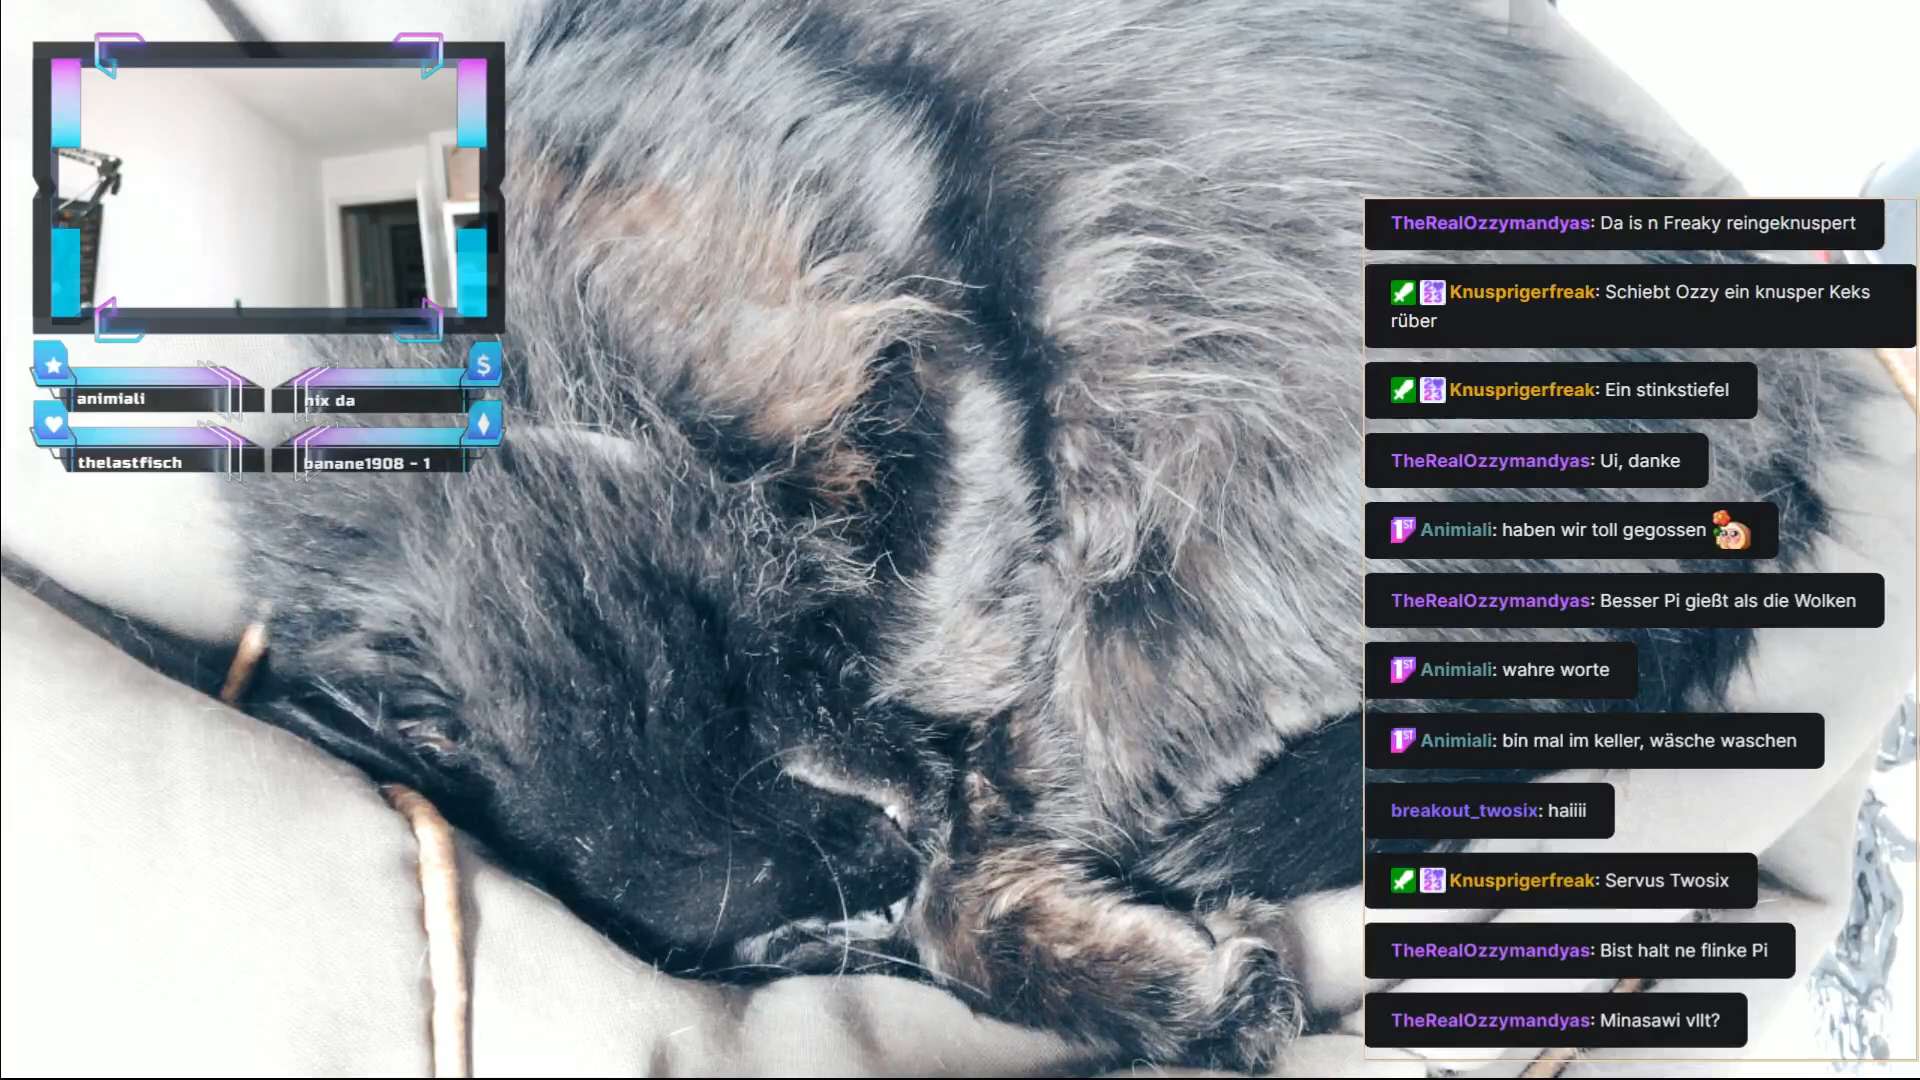 animiali
nix da
thelastfisch
banane1908 - 1
$
TheRealOzzymandyas: Da is n Freaky reingeknuspert
Knusprigerfreak: Schiebt Ozzy ein knusper Keks
rüber
Knusprigerfreak: Ein stinkstiefel
TheRealOzzymandyas: Ui, danke
1ST Animiali: haben wir toll gegossen
TheRealOzzymandyas: Besser Pi gießt als die Wolken
1ST Animiali: wahre worte
1ST Animiali: bin mal im keller, wäsche waschen
breakout_twosix: haiiii
Knusprigerfreak: Servus Twosix
TheRealOzzymandyas: Bist halt ne flinke Pi
TheRealOzzymandyas: Minasawi vllt?